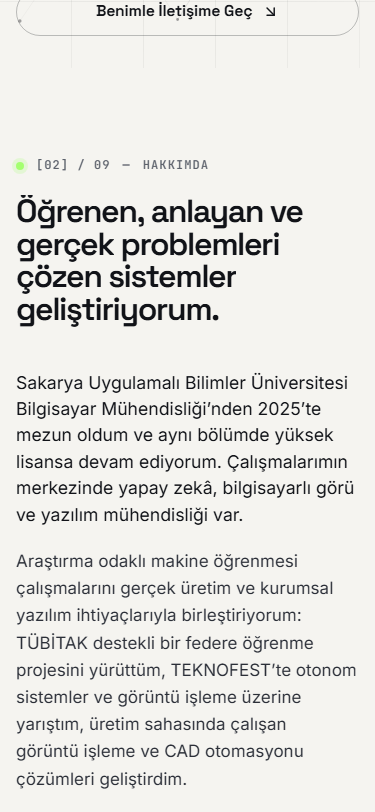 Benimle İletişime Geç ↘
[02] / 09 — HAKKIMDA
Öğrenen, anlayan ve
gerçek problemleri
çözen sistemler
geliştiriyorum.
Sakarya Uygulamalı Bilimler Üniversitesi
Bilgisayar Mühendisliği’nden 2025’te
mezun oldum ve aynı bölümde yüksek
lisansa devam ediyorum. Çalışmalarımın
merkezinde yapay zekâ, bilgisayarlı görü
ve yazılım mühendisliği var.
Araştırma odaklı makine öğrenmesi
çalışmalarını gerçek üretim ve kurumsal
yazılım ihtiyaçlarıyla birleştiriyorum:
TÜBİTAK destekli bir federe öğrenme
projesini yürüttüm, TEKNOFEST’te otonom
sistemler ve görüntü işleme üzerine
yarıştım, üretim sahasında çalışan
görüntü işleme ve CAD otomasyonu
çözümleri geliştirdim.